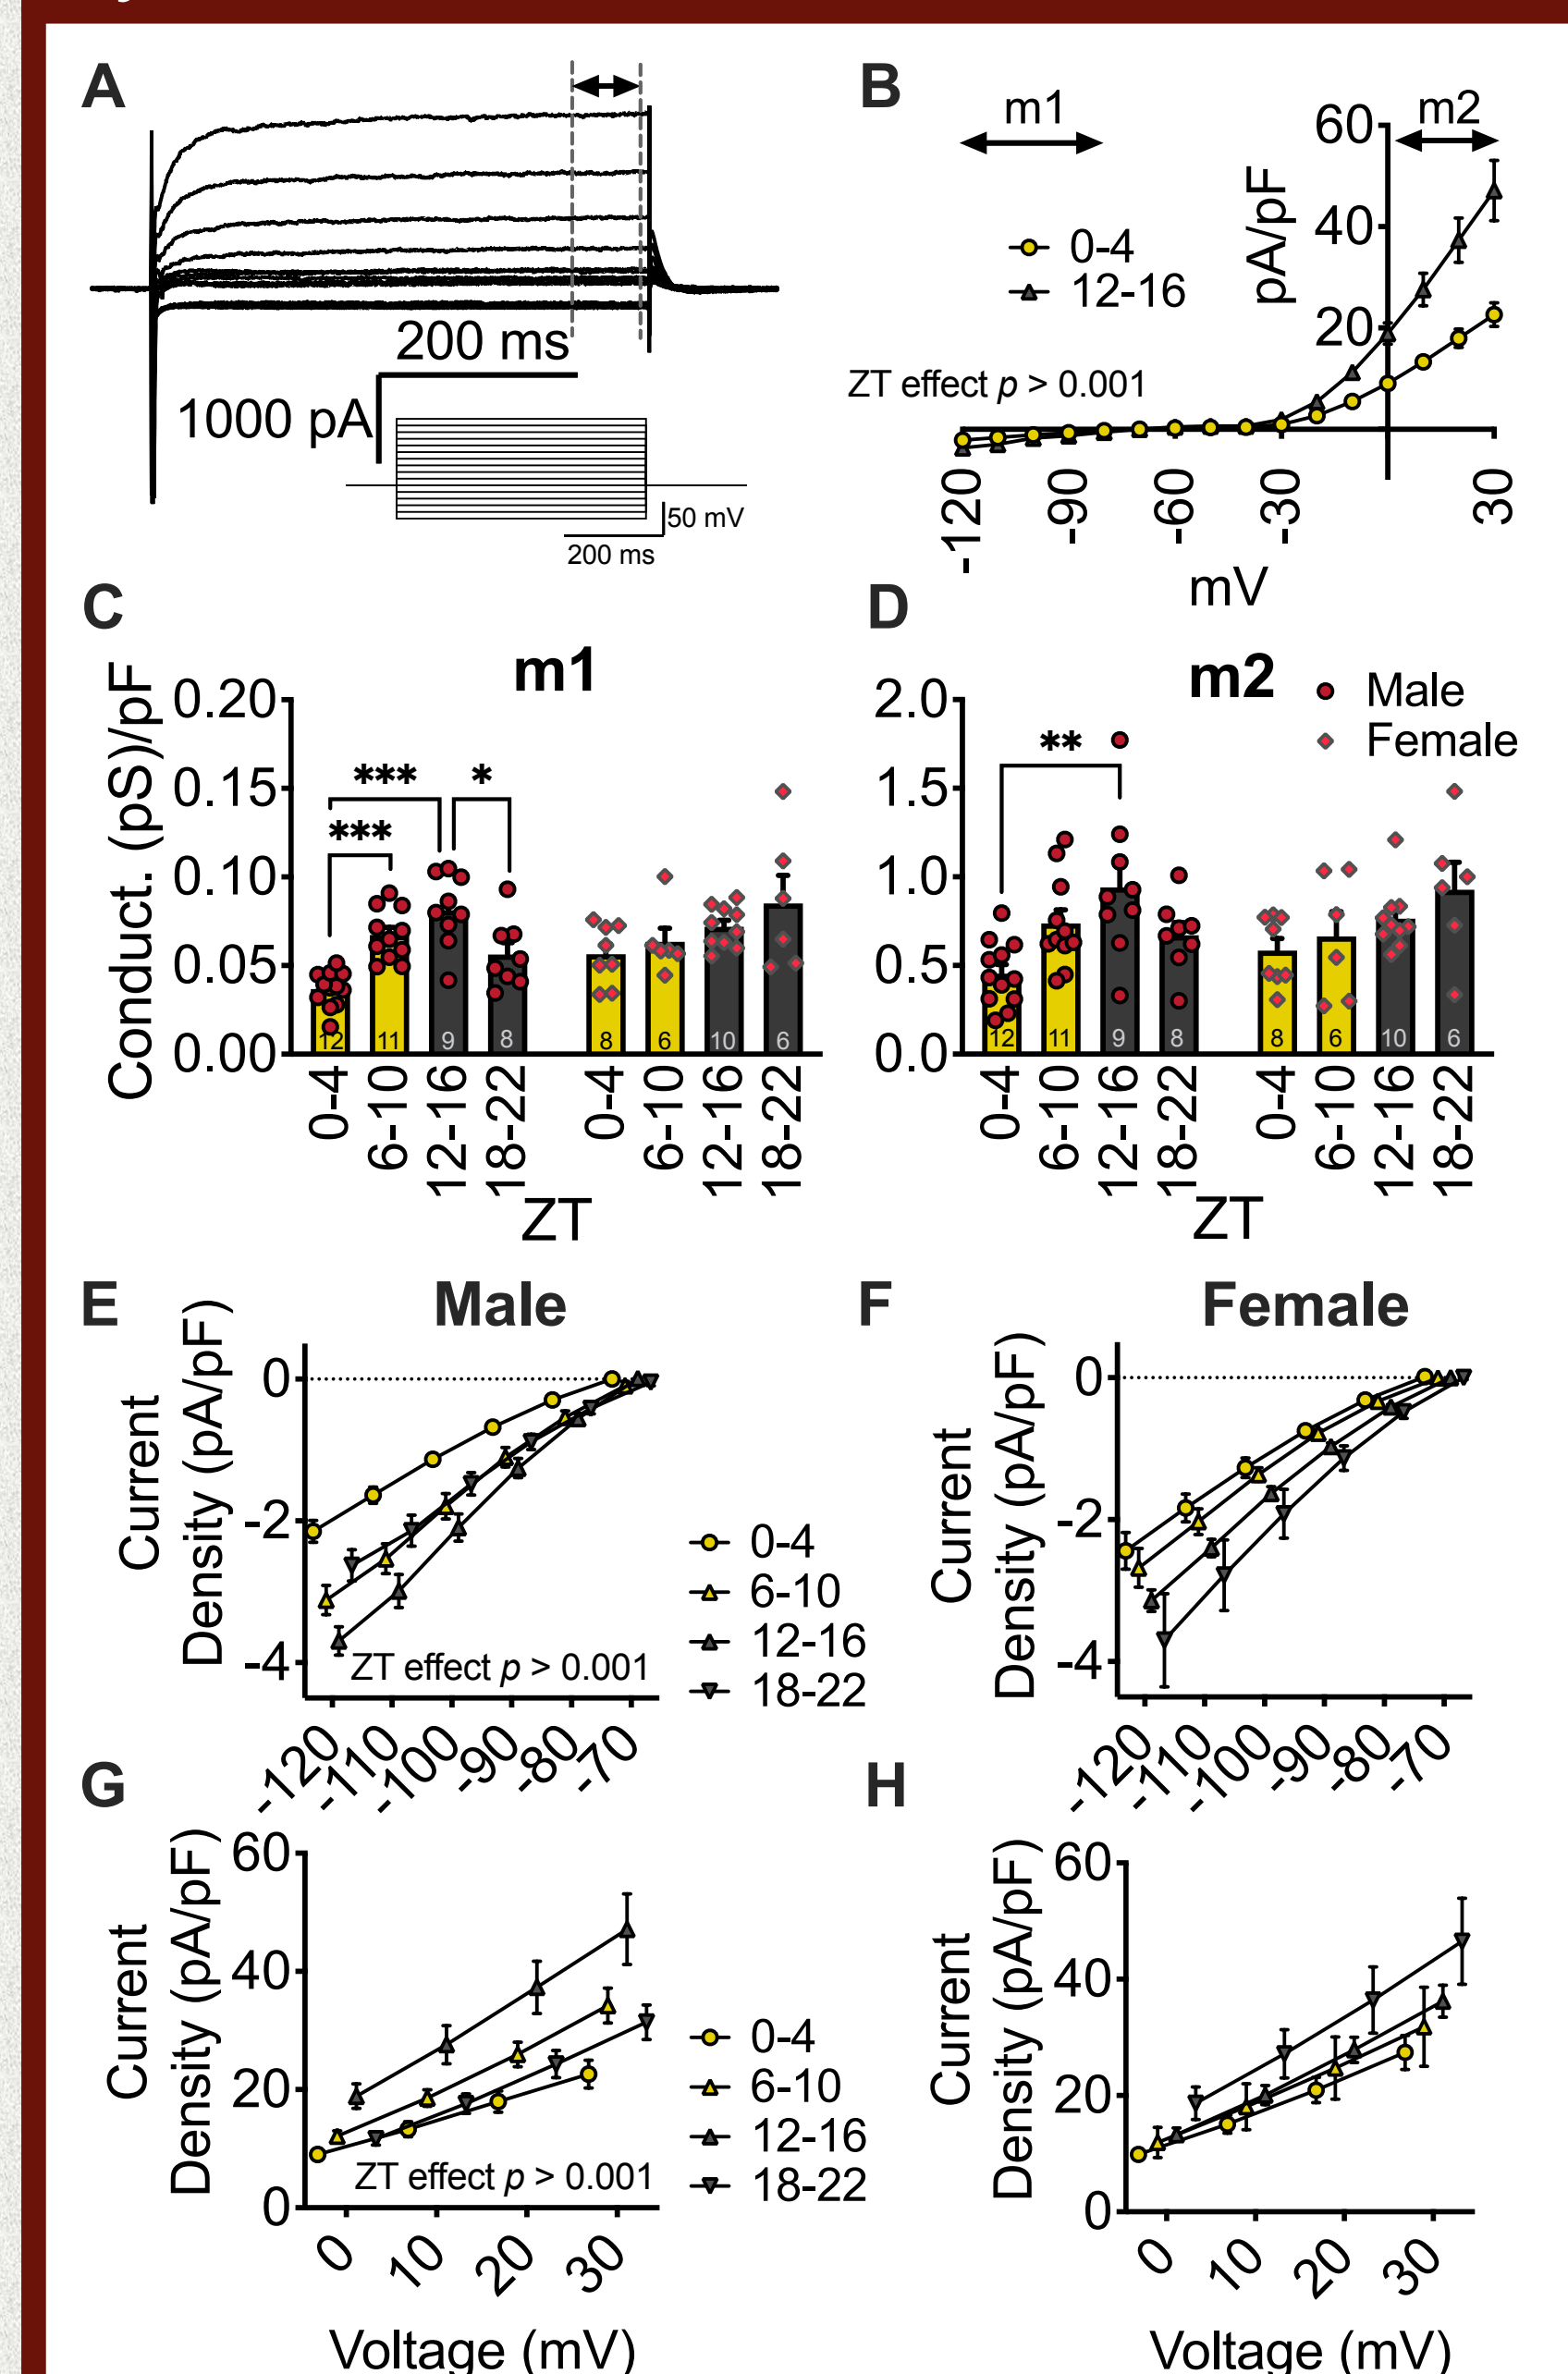 A
200 ms
1000 pA
50 mV
200 ms
B
m1
m2
60
40
20
pA/pF
0-4
12-16
ZT effect p > 0.001
-120
-90
-60
-30
30
mV
C
m1
Conduct. (pS)/pF
0.20
0.15
0.10
0.05
0.00
***
*
***
12
11
9
8
8
6
10
6
0-4
6-10
12-16
18-22
0-4
6-10
12-16
18-22
ZT
D
m2
Male
Female
2.0
1.5
1.0
0.5
0.0
**
12
11
9
8
8
6
10
6
0-4
6-10
12-16
18-22
0-4
6-10
12-16
18-22
ZT
E
Male
Current
Density (pA/pF)
0
-2
-4
ZT effect p > 0.001
-120
-110
-100
-90
-80
-70
0-4
6-10
12-16
18-22
F
Female
Current
Density (pA/pF)
0
-2
-4
-120
-110
-100
-90
-80
-70
G
Current
Density (pA/pF)
60
40
20
0
ZT effect p > 0.001
0
10
20
30
Voltage (mV)
0-4
6-10
12-16
18-22
H
Current
Density (pA/pF)
60
40
20
0
0
10
20
30
Voltage (mV)